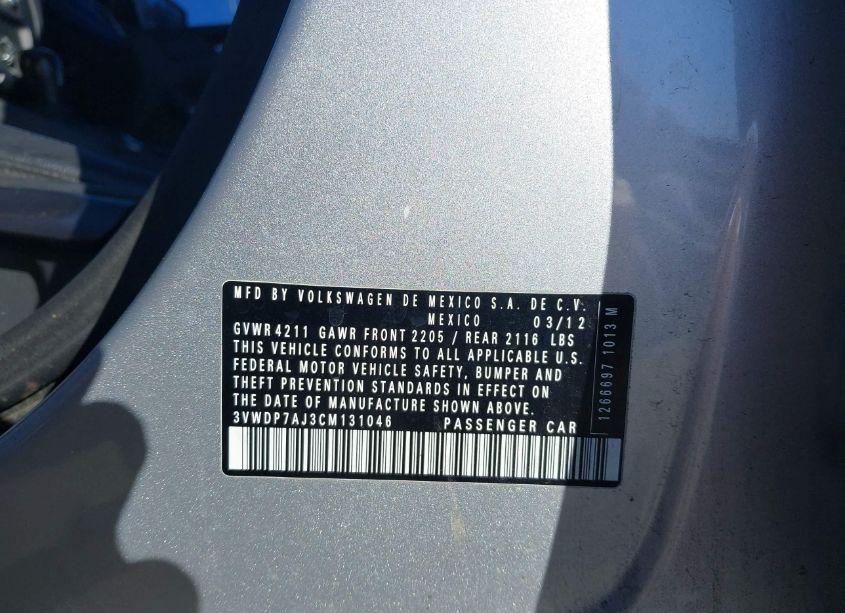 MFD BY VOLKSWAGEN DE MEXICO S.A. DE C.V.
MEXICO 03/12
GVWR 4211 GAWR FRONT 2205 / REAR 2116 LBS
THIS VEHICLE CONFORMS TO ALL APPLICABLE U.S.
FEDERAL MOTOR VEHICLE SAFETY, BUMPER AND
THEFT PREVENTION STANDARDS IN EFFECT ON
THE DATE OF MANUFACTURE SHOWN ABOVE.
3VWDP7AJ3CM131046 PASSENGER CAR
1266697 1013 M